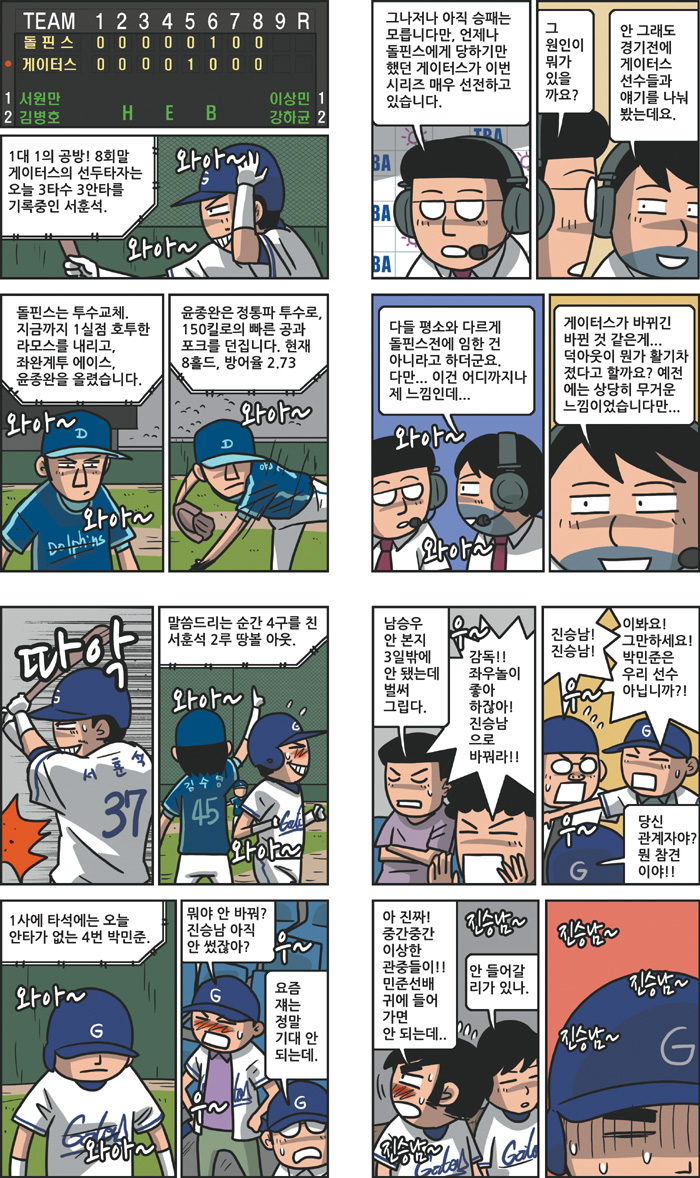 TEAM 1 2 3 4 5 6 7 8 9 R
돌핀스 0 0 0 0 0 1 0 0
게이터스 0 0 0 0 1 0 0 0
1 서원만 이상민 1
2 김병호 H E B 강하균 2
1대 1의 공방! 8회말
게이터스의 선두타자는
오늘 3타수 3안타를
기록중인 서훈석.
와아~
G
와아~
돌핀스는 투수교체.
지금까지 1실점 호투한
라모스를 내리고,
좌완계투 에이스,
윤종완을 올렸습니다.
와아~
D
와아~
Dolphins
윤종완은 정통파 투수로,
150킬로의 빠른 공과
포크를 던집니다. 현재
8홀드, 방어율 2.73
와아~
D
그나저나 아직 승패는
모릅니다만, 언제나
돌핀스에게 당하기만
했던 게이터스가 이번
시리즈 매우 선전하고
있습니다.
TBA
BA
BA
BA
그
원인이
뭐가
있을
까요?
안 그래도
경기전에
게이터스
선수들과
얘기를 나눠
봤는데요.
다들 평소와 다르게
돌핀스전에 임한 건
아니라고 하더군요.
다만... 이건 어디까지나
제 느낌인데...
와아~
와아~
게이터스가 바뀌긴
바뀐 것 같은게...
덕아웃이 뭔가 활기차
졌다고 할까요? 예전
에는 상당히 무거운
느낌이었습니다만...
따악
G
서훈석
37
말씀드리는 순간 4구를 친
서훈석 2루 땅볼 아웃.
와아~
G
45
Gators
와아~
1사에 타석에는 오늘
안타가 없는 4번 박민준.
와아~
G
Gators
와아~
뭐야 안 바꿔?
진승남 아직
안 썼잖아?
우~
G
요즘
쟤는
정말
기대 안
되는데.
우~
G
남승우
안 본지
3일밖에
안 됐는데
벌써
그립다.
우~
감독!!
좌우놀이
좋아
하잖아!
진승남
으로
바꿔라!!
진승남!
진승남!
이봐요!
그만하세요!
박민준은
우리 선수
아닙니까?!
우~
G
우~
G
당신
관계자야?
뭔 참견
이야!!
아 진짜!
중간중간
이상한
관중들이!!
민준선배
귀에 들어
가면
안 되는데..
진승남~
안 들어갈
리가 있나.
진승남~
Gators
진승남~
진승남~
진승남~
G